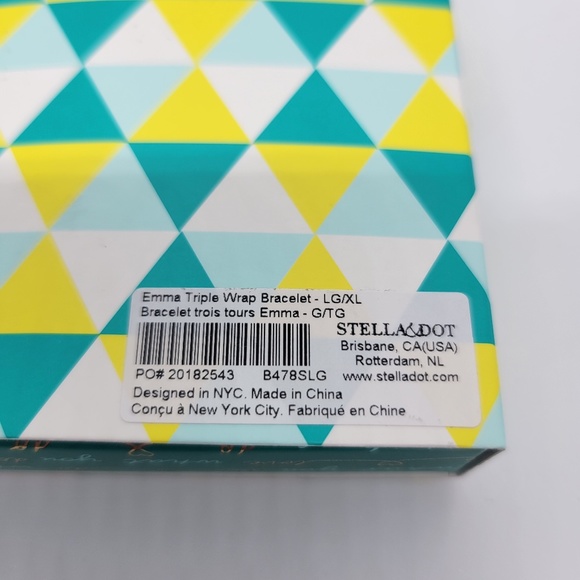 Emma Triple Wrap Bracelet - LG/XL
Bracelet trois tours Emma - G/TG
STELLA&DOT
Brisbane, CA(USA)
Rotterdam, NL
PO# 20182543 B478SLG www.stelladot.com
Designed in NYC. Made in China
Conçu à New York City. Fabriqué en Chine